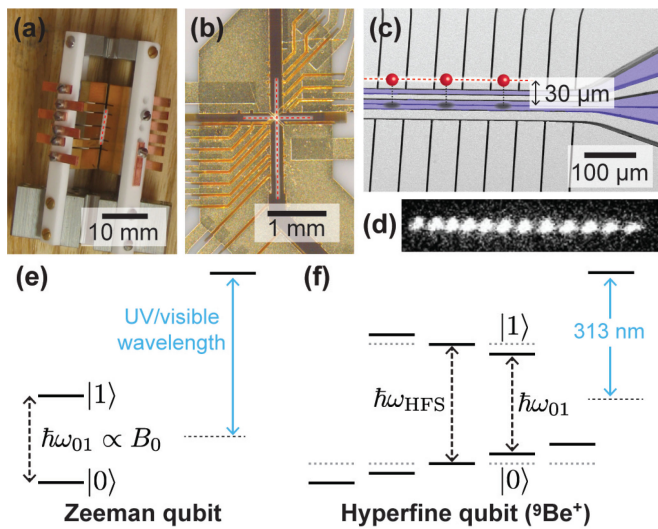 (a)
10 mm
(b)
1 mm
(c)
30 µm
100 µm
(d)
(e)
UV/visible
wavelength
|1⟩
ħω₀₁ ∝ B₀
|0⟩
Zeeman qubit
(f)
|1⟩
313 nm
ħω_HFS
ħω₀₁
|0⟩
Hyperfine qubit (⁹Be⁺)